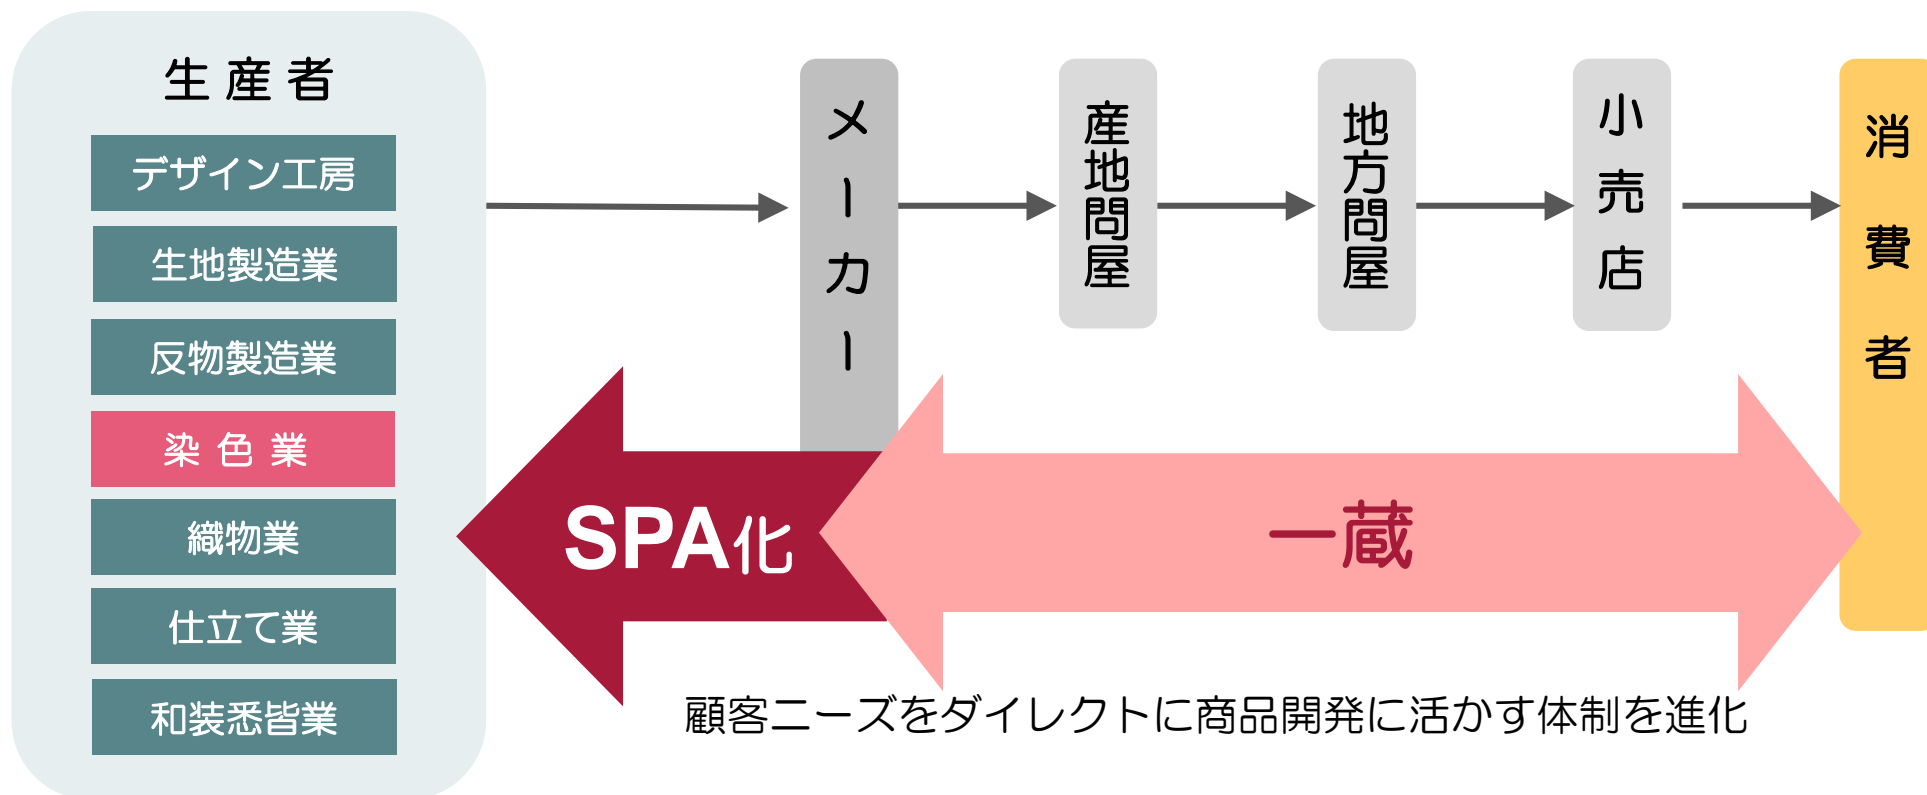 生産者
デザイン工房
生地製造業
反物製造業
染色業
織物業
仕立て業
和装悉皆業
メーカー
産地問屋
地方問屋
小売店
消費者
SPA化
一蔵
顧客ニーズをダイレクトに商品開発に活かす体制を進化